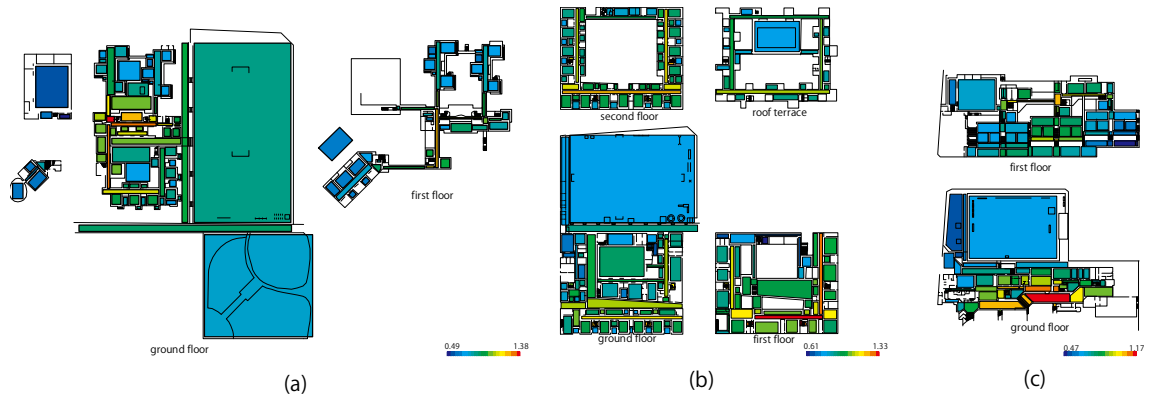 second floor
roof terrace
first floor
first floor
ground floor
ground floor
first floor
ground floor
0.49 1.38
0.61 1.33
0.47 1.17
(a)
(b)
(c)